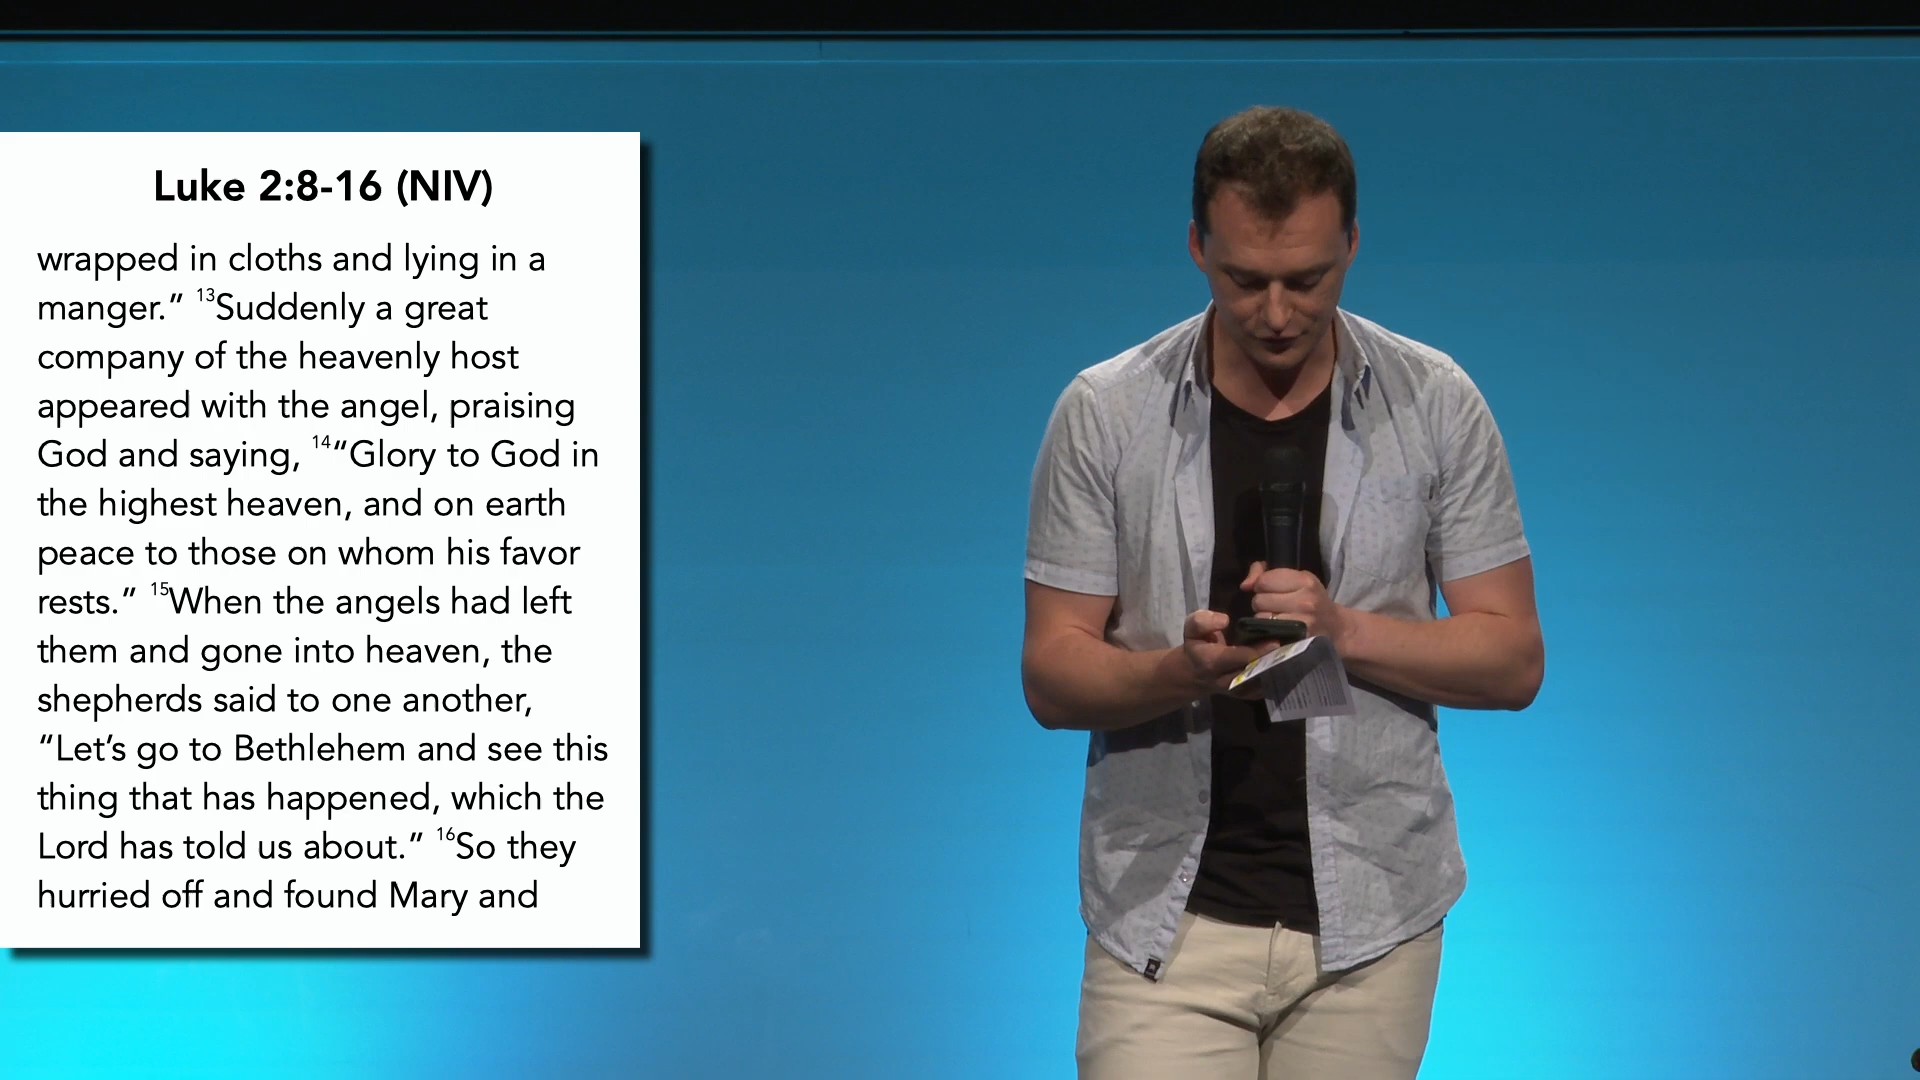 Luke 2:8-16 (NIV)
wrapped in cloths and lying in a
manger.” ¹³Suddenly a great
company of the heavenly host
appeared with the angel, praising
God and saying, ¹⁴“Glory to God in
the highest heaven, and on earth
peace to those on whom his favor
rests.” ¹⁵When the angels had left
them and gone into heaven, the
shepherds said to one another,
“Let’s go to Bethlehem and see this
thing that has happened, which the
Lord has told us about.” ¹⁶So they
hurried off and found Mary and